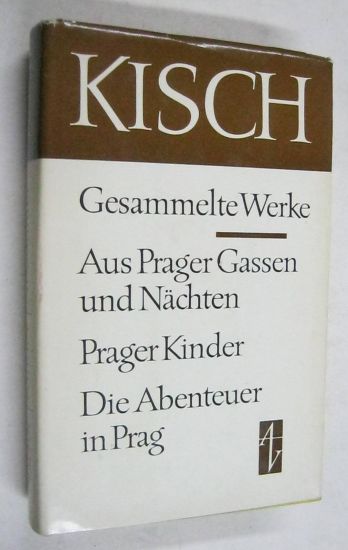 KISCH
Gesammelte Werke
Aus Prager Gassen
und Nächten
Prager Kinder
Die Abenteuer
in Prag
A
V